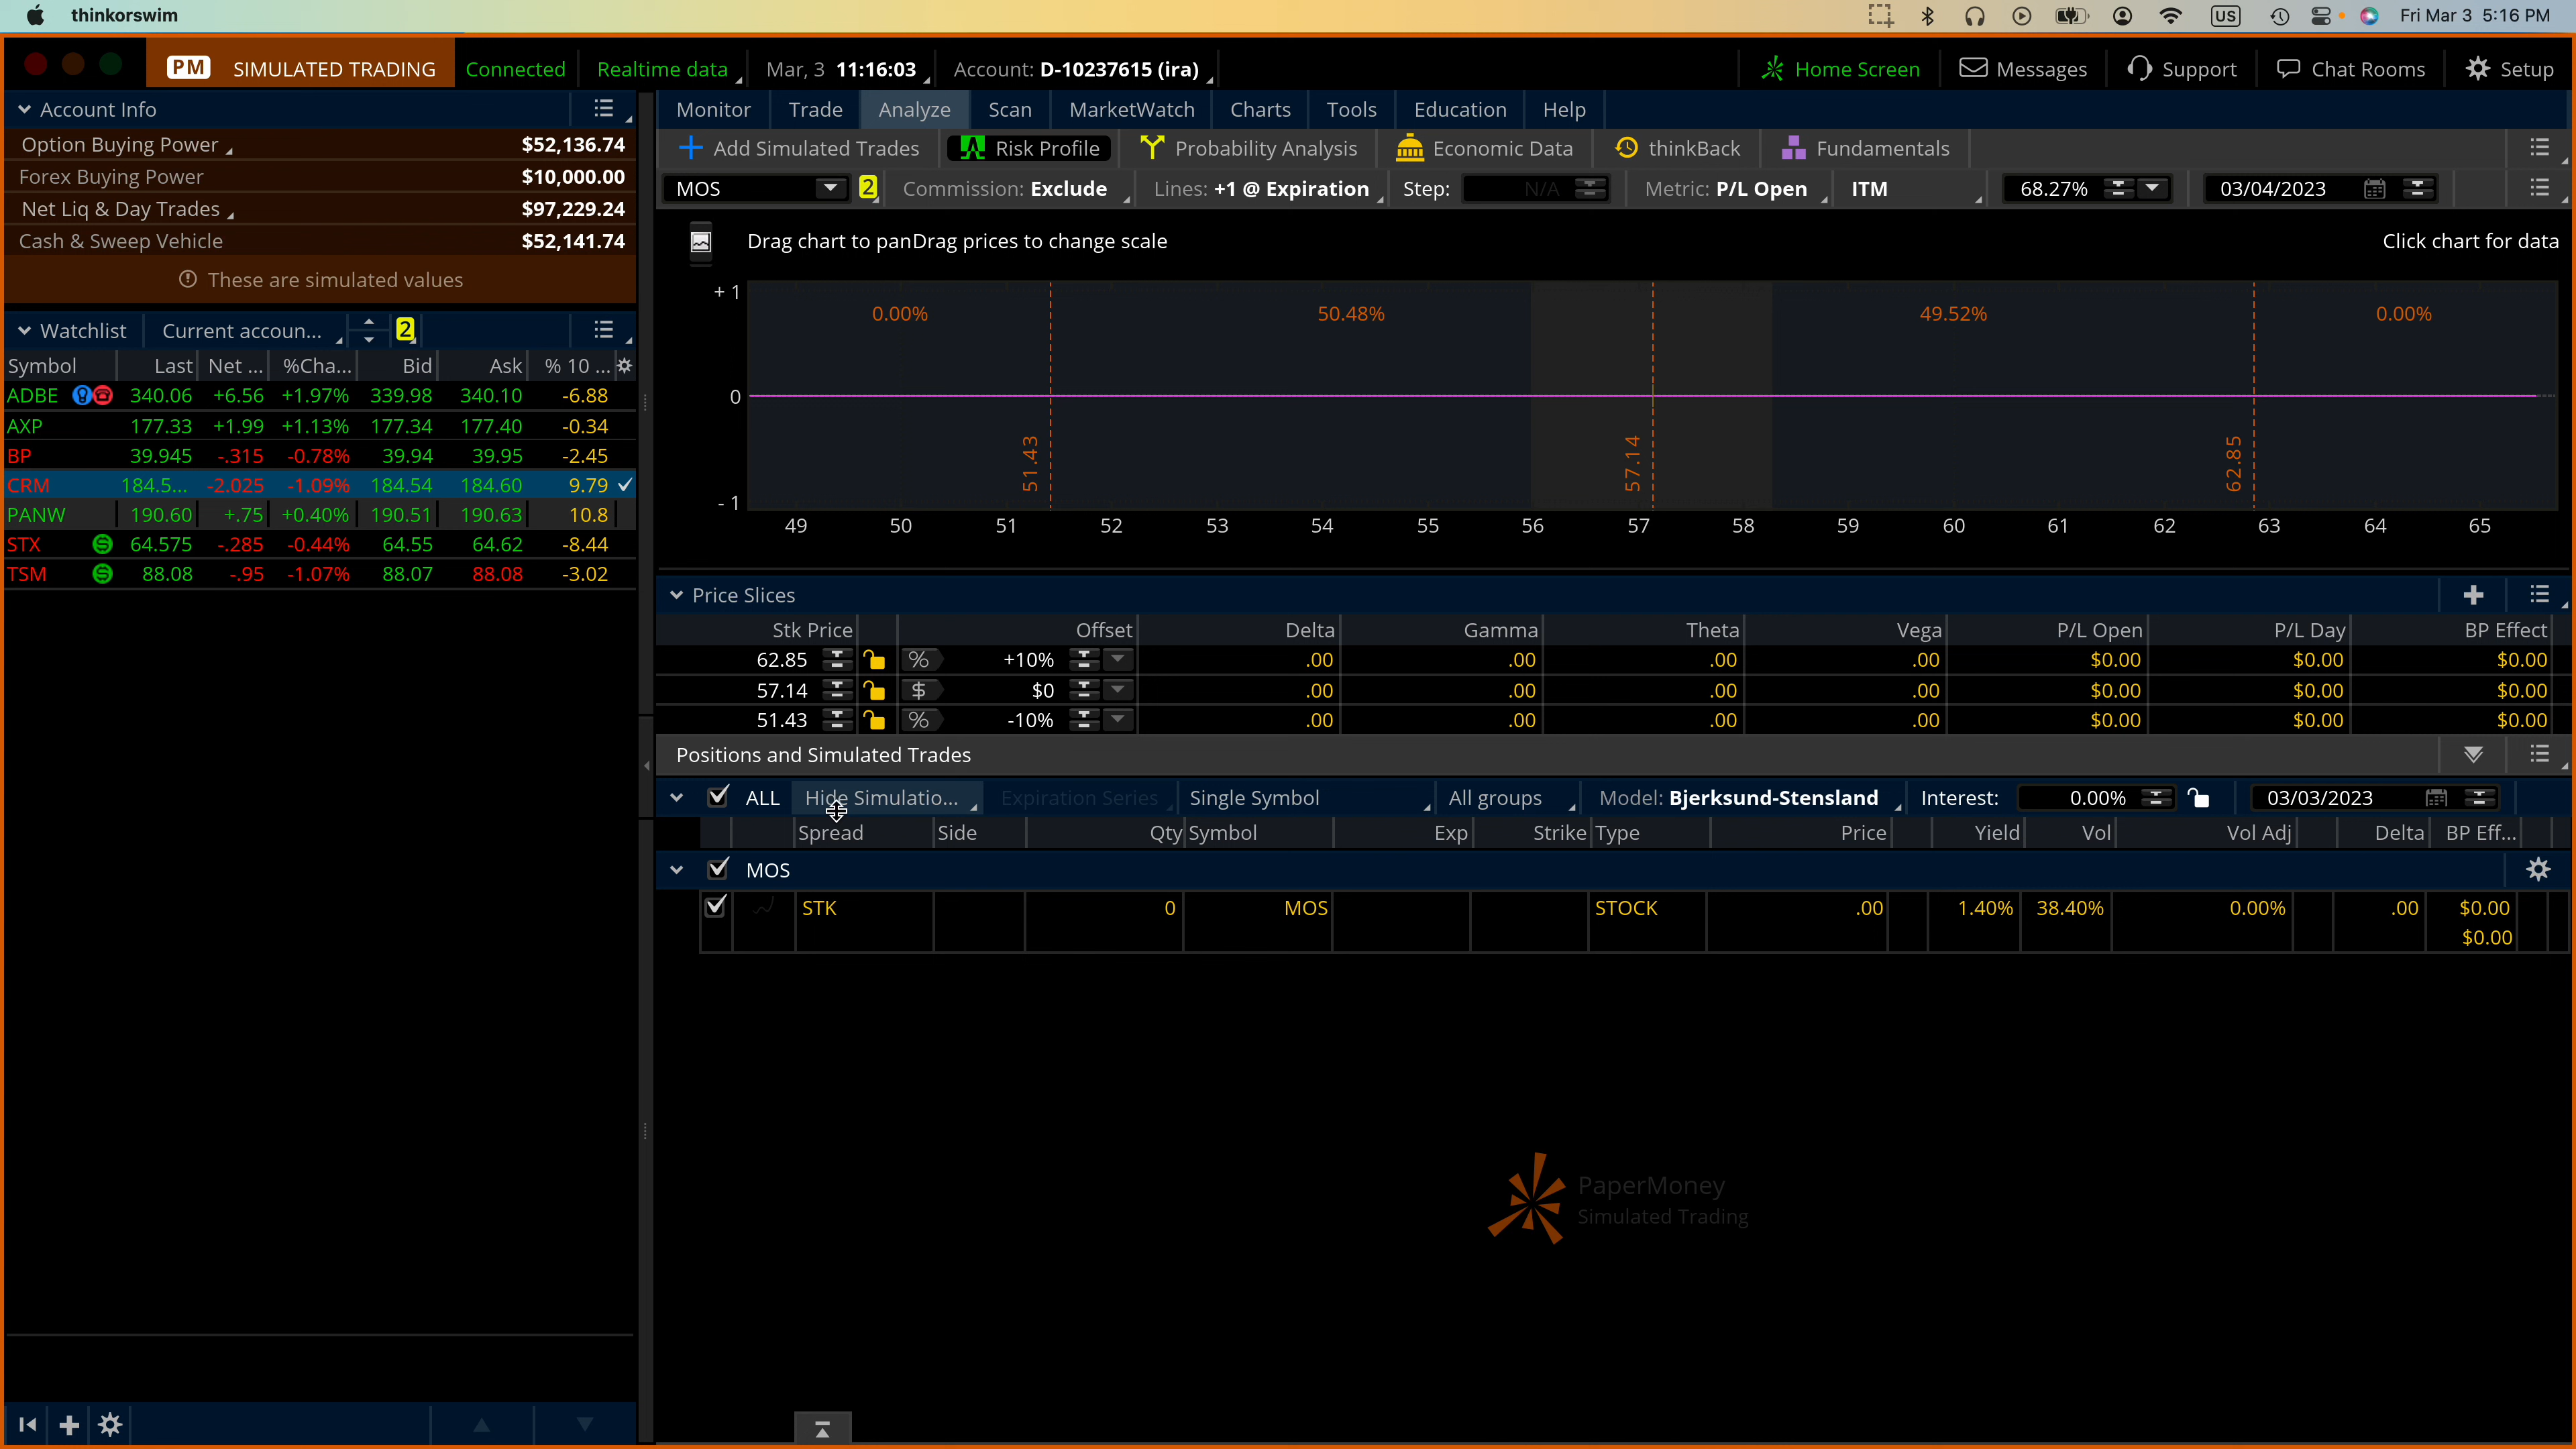 thinkorswim US Fri Mar 3 5:16 PM
PM SIMULATED TRADING Connected Realtime data Mar, 3 11:16:03 Account: D-10237615 (ira) Home Screen Messages Support Chat Rooms Setup
Account Info
Option Buying Power $52,136.74
Forex Buying Power $10,000.00
Net Liq & Day Trades $97,229.24
Cash & Sweep Vehicle $52,141.74
These are simulated values
Watchlist Current accoun... 2
Symbol Last Net ... %Cha... Bid Ask % 10 ...
ADBE 340.06 +6.56 +1.97% 339.98 340.10 -6.88
AXP 177.33 +1.99 +1.13% 177.34 177.40 -0.34
BP 39.945 -.315 -0.78% 39.94 39.95 -2.45
CRM 184.5... -2.025 -1.09% 184.54 184.60 9.79
PANW 190.60 +.75 +0.40% 190.51 190.63 10.8
STX 64.575 -.285 -0.44% 64.55 64.62 -8.44
TSM 88.08 -.95 -1.07% 88.07 88.08 -3.02
Monitor Trade Analyze Scan MarketWatch Charts Tools Education Help
Add Simulated Trades Risk Profile Probability Analysis Economic Data thinkBack Fundamentals
MOS 2 Commission: Exclude Lines: +1 @ Expiration Step: N/A Metric: P/L Open ITM 68.27% 03/04/2023
Drag chart to panDrag prices to change scale Click chart for data
+ 1
0.00% 50.48% 49.52% 0.00%
0
51.43 57.14 62.85
- 1
49 50 51 52 53 54 55 56 57 58 59 60 61 62 63 64 65
Price Slices
Stk Price Offset Delta Gamma Theta Vega P/L Open P/L Day BP Effect
62.85 % +10% .00 .00 .00 .00 $0.00 $0.00 $0.00
57.14 $ $0 .00 .00 .00 .00 $0.00 $0.00 $0.00
51.43 % -10% .00 .00 .00 .00 $0.00 $0.00 $0.00
Positions and Simulated Trades
ALL Hide Simulatio... Expiration Series Single Symbol All groups Model: Bjerksund-Stensland Interest: 0.00% 03/03/2023
Spread Side Qty Symbol Exp Strike Type Price Yield Vol Vol Adj Delta BP Eff...
MOS
STK 0 MOS STOCK .00 1.40% 38.40% 0.00% .00 $0.00
$0.00
PaperMoney
Simulated Trading